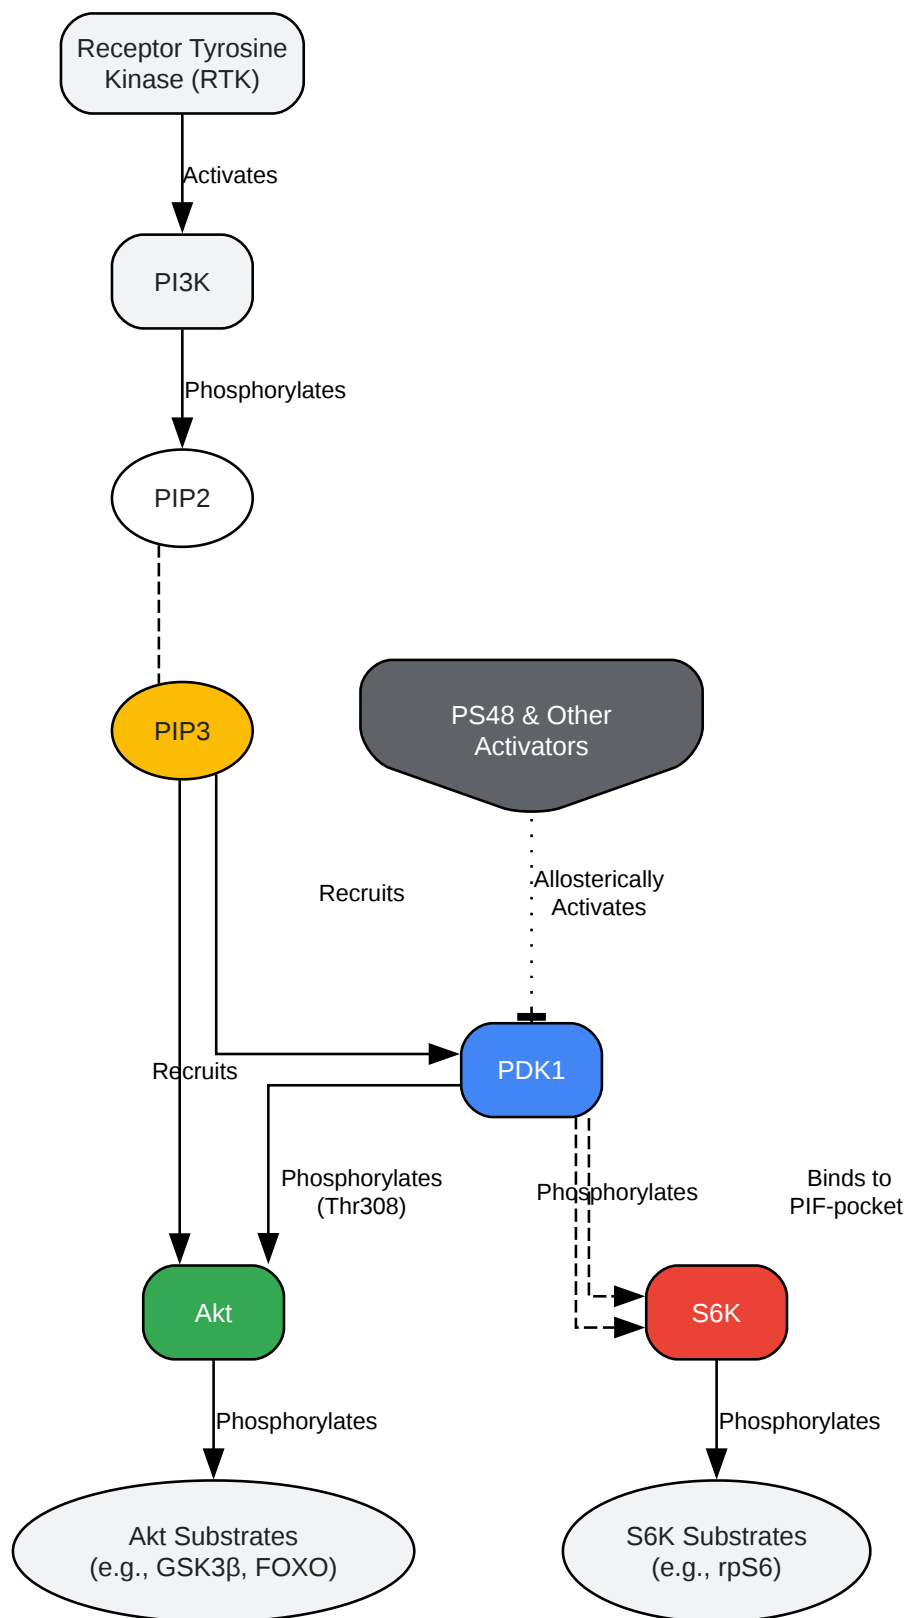 Receptor Tyrosine
Kinase (RTK)
Activates
PI3K
Phosphorylates
PIP2
PIP3
PS48 & Other
Activators
Recruits
Allosterically
Activates
Recruits
PDK1
Phosphorylates
(Thr308)
Phosphorylates
Binds to
PIF-pocket
Akt
S6K
Phosphorylates
Phosphorylates
Akt Substrates
(e.g., GSK3β, FOXO)
S6K Substrates
(e.g., rpS6)